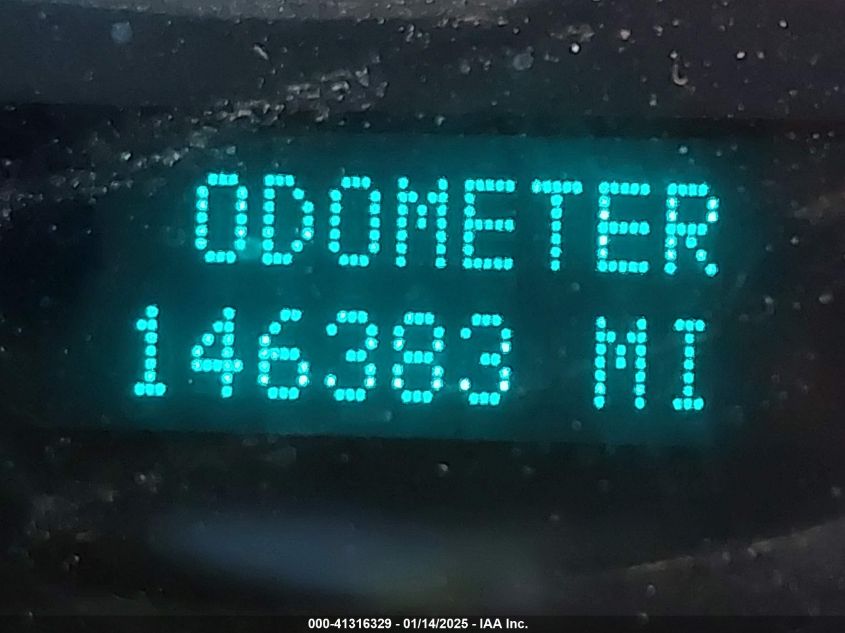 ODOMETER
146383 MI
000-41316329 - 01/14/2025 - IAA Inc.